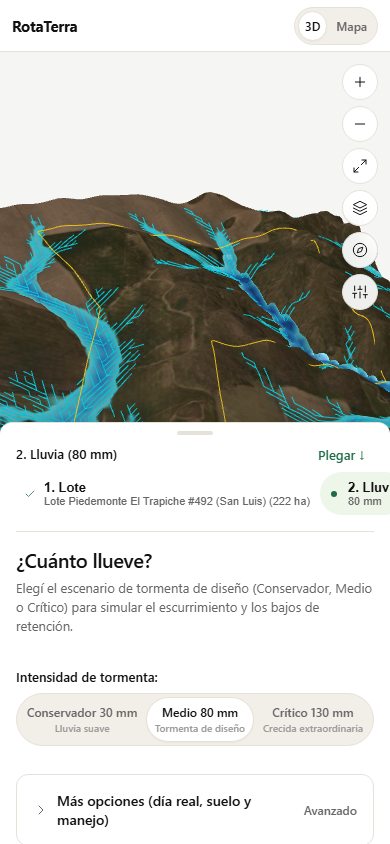 RotaTerra
3D Mapa
2. Lluvia (80 mm)
Plegar ↓
1. Lote
Lote Piedemonte El Trapiche #492 (San Luis) (222 ha)
2. Lluv
80 mm
¿Cuánto llueve?
Elegí el escenario de tormenta de diseño (Conservador, Medio
o Crítico) para simular el escurrimiento y los bajos de
retención.
Intensidad de tormenta:
Conservador 30 mm
Lluvia suave
Medio 80 mm
Tormenta de diseño
Crítico 130 mm
Crecida extraordinaria
Más opciones (día real, suelo y
manejo)
Avanzado